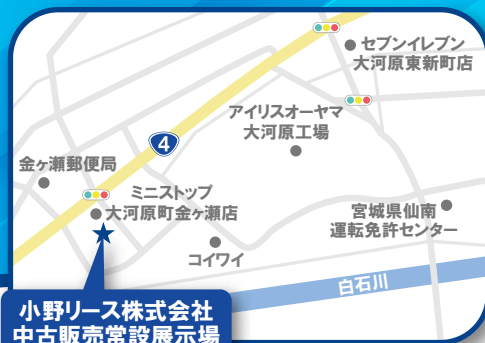 セブンイレブン
大河原東新町店
アイリスオーヤマ
大河原工場
4
金ヶ瀬郵便局
ミニストップ
大河原町金ヶ瀬店
宮城県仙南
運転免許センター
コイワイ
白石川
小野リース株式会社
中古販売常設展示場